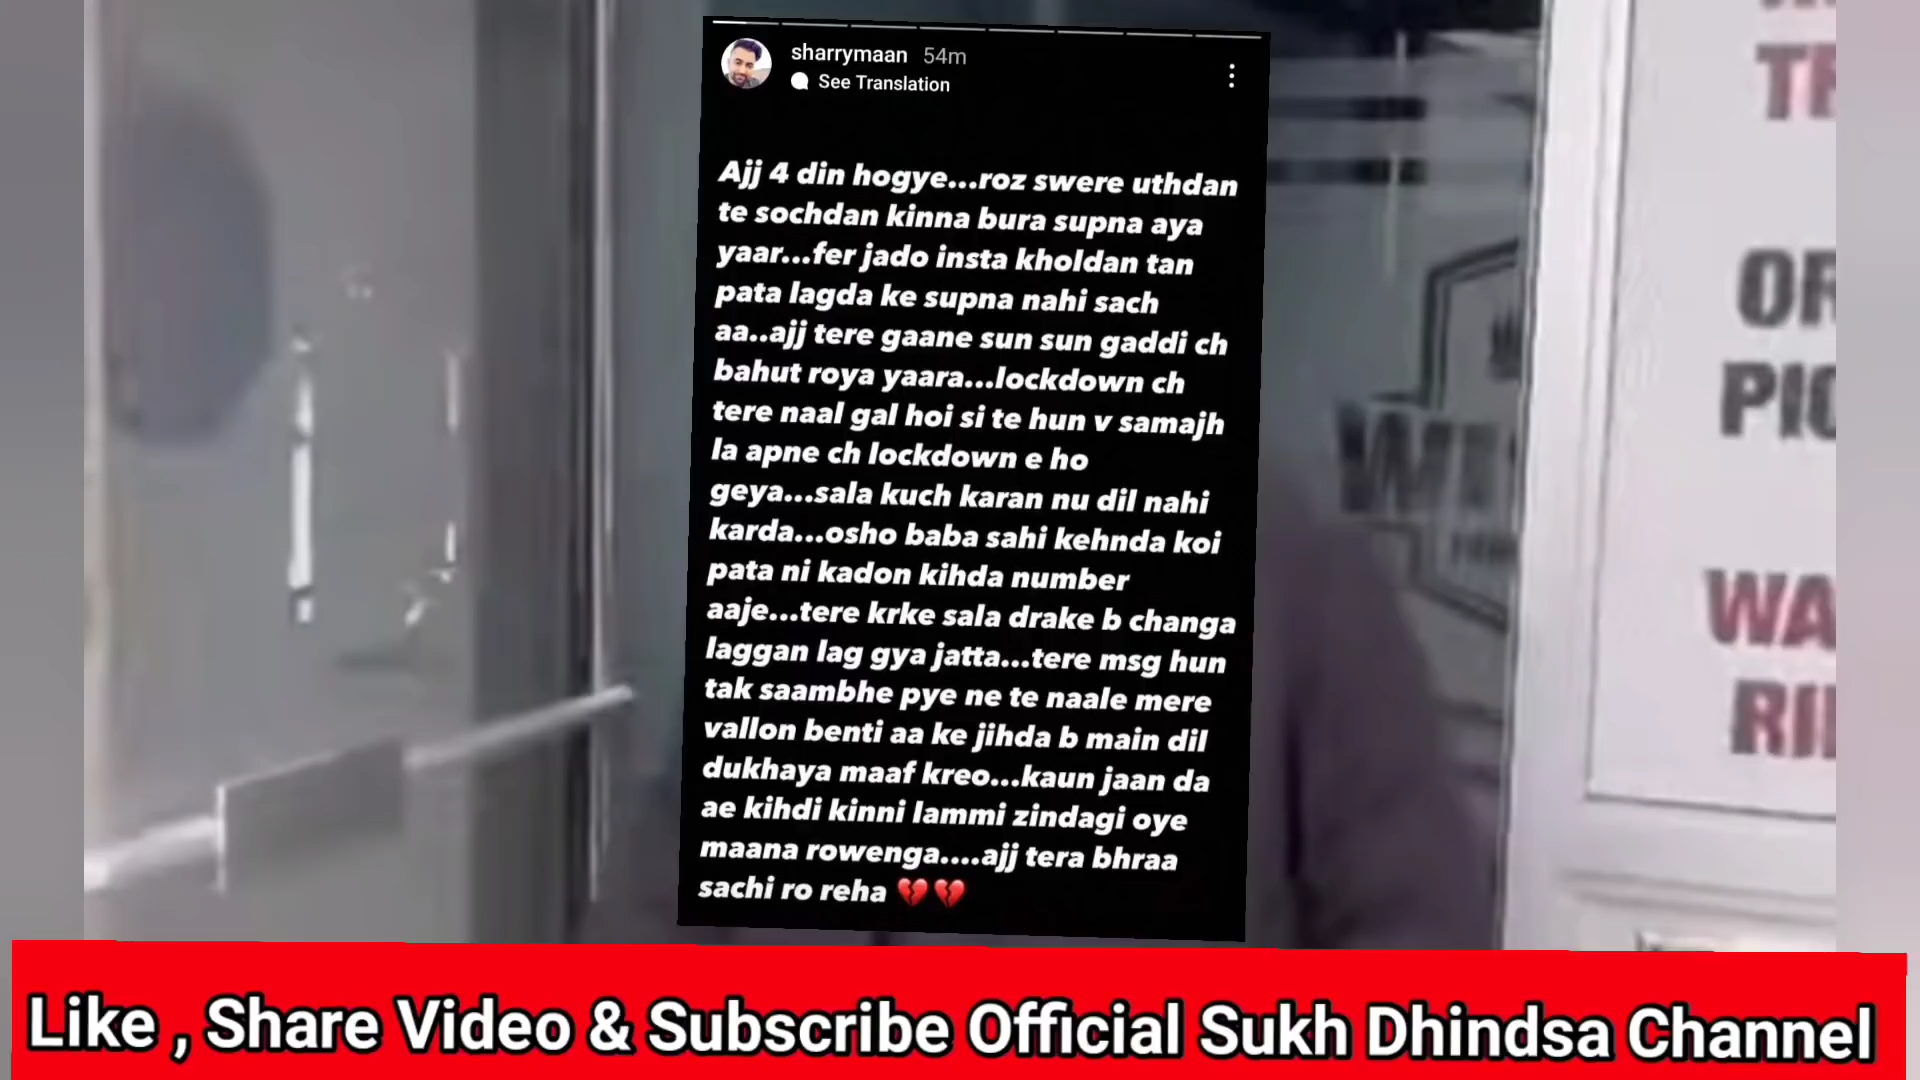 sharrymaan 54m
See Translation
Ajj 4 din hogye...roz swere uthdan
te sochdan kinna bura supna aya
yaar...fer jado insta kholdan tan
pata lagda ke supna nahi sach
aa..ajj tere gaane sun sun gaddi ch
bahut roya yaara...lockdown ch
tere naal gal hoi si te hun v samajh
la apne ch lockdown e ho
geya...sala kuch karan nu dil nahi
karda...osho baba sahi kehnda koi
pata ni kadon kihda number
aaje...tere krke sala drake b changa
laggan lag gya jatta...tere msg hun
tak saambhe pye ne te naale mere
vallon benti aa ke jihda b main dil
dukhaya maaf kreo...kaun jaan da
ae kihdi kinni lammi zindagi oye
maana rowenga....ajj tera bhraa
sachi ro reha 💔💔
OR
PIC
WA
RI
Like , Share Video & Subscribe Official Sukh Dhindsa Channel